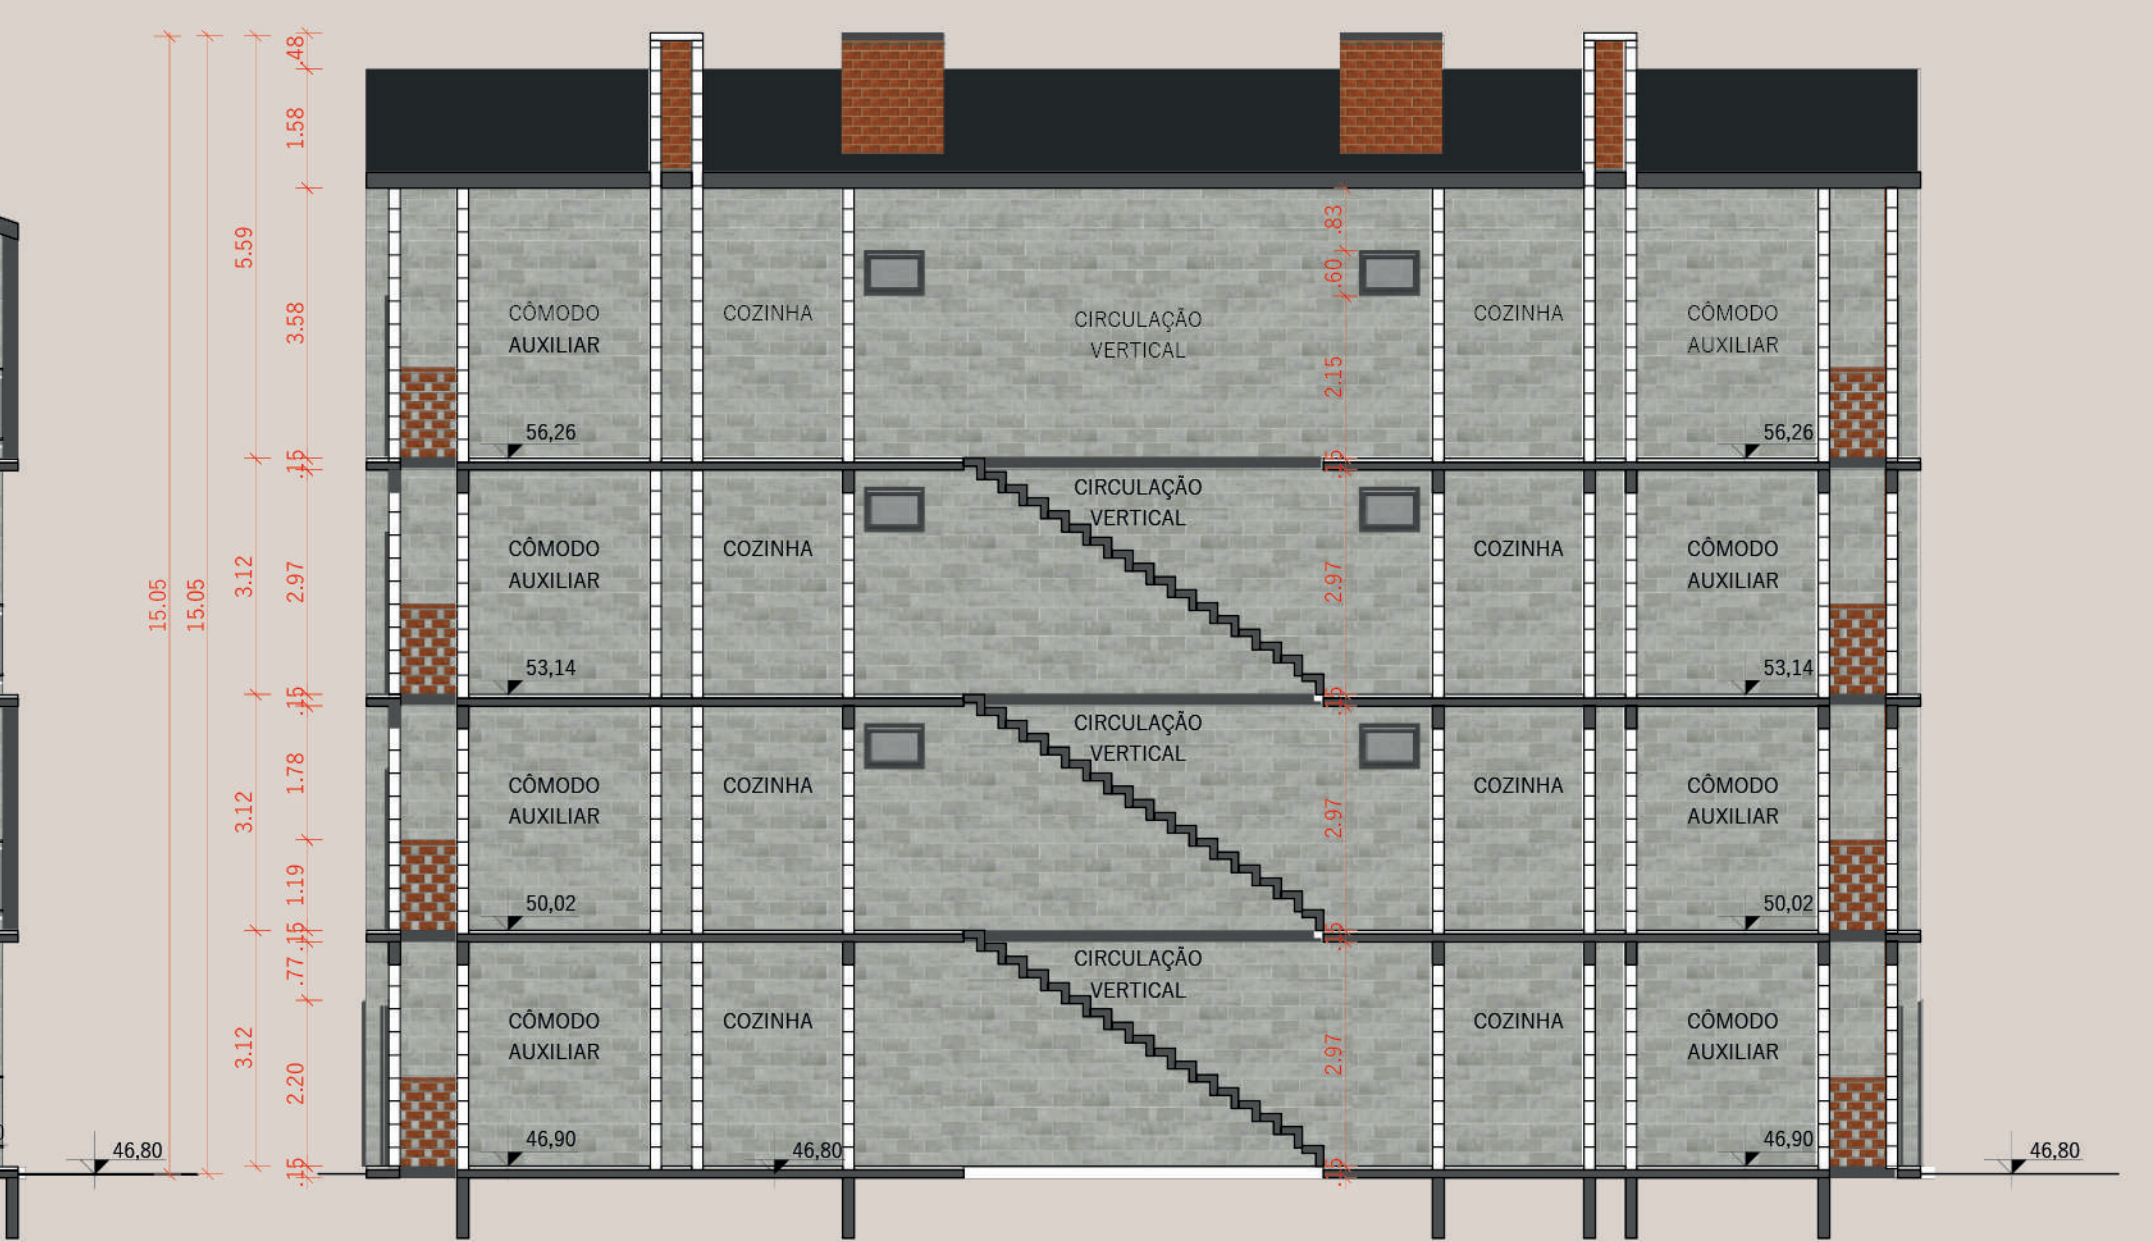 .48
1.58
5.59
3.58
.83
.60
2.15
CÔMODO
AUXILIAR
COZINHA
CIRCULAÇÃO
VERTICAL
COZINHA
CÔMODO
AUXILIAR
56,26
56,26
.15
.15
15.05
15.05
3.12
2.97
2.97
CIRCULAÇÃO
VERTICAL
CÔMODO
AUXILIAR
COZINHA
COZINHA
CÔMODO
AUXILIAR
53,14
53,14
.15
.15
3.12
1.78
1.19
2.97
CIRCULAÇÃO
VERTICAL
CÔMODO
AUXILIAR
COZINHA
COZINHA
CÔMODO
AUXILIAR
50,02
50,02
.15
.15
3.12
.77
2.20
2.97
CIRCULAÇÃO
VERTICAL
CÔMODO
AUXILIAR
COZINHA
COZINHA
CÔMODO
AUXILIAR
46,90
46,90
46,80
46,80
46,80
.15
.15